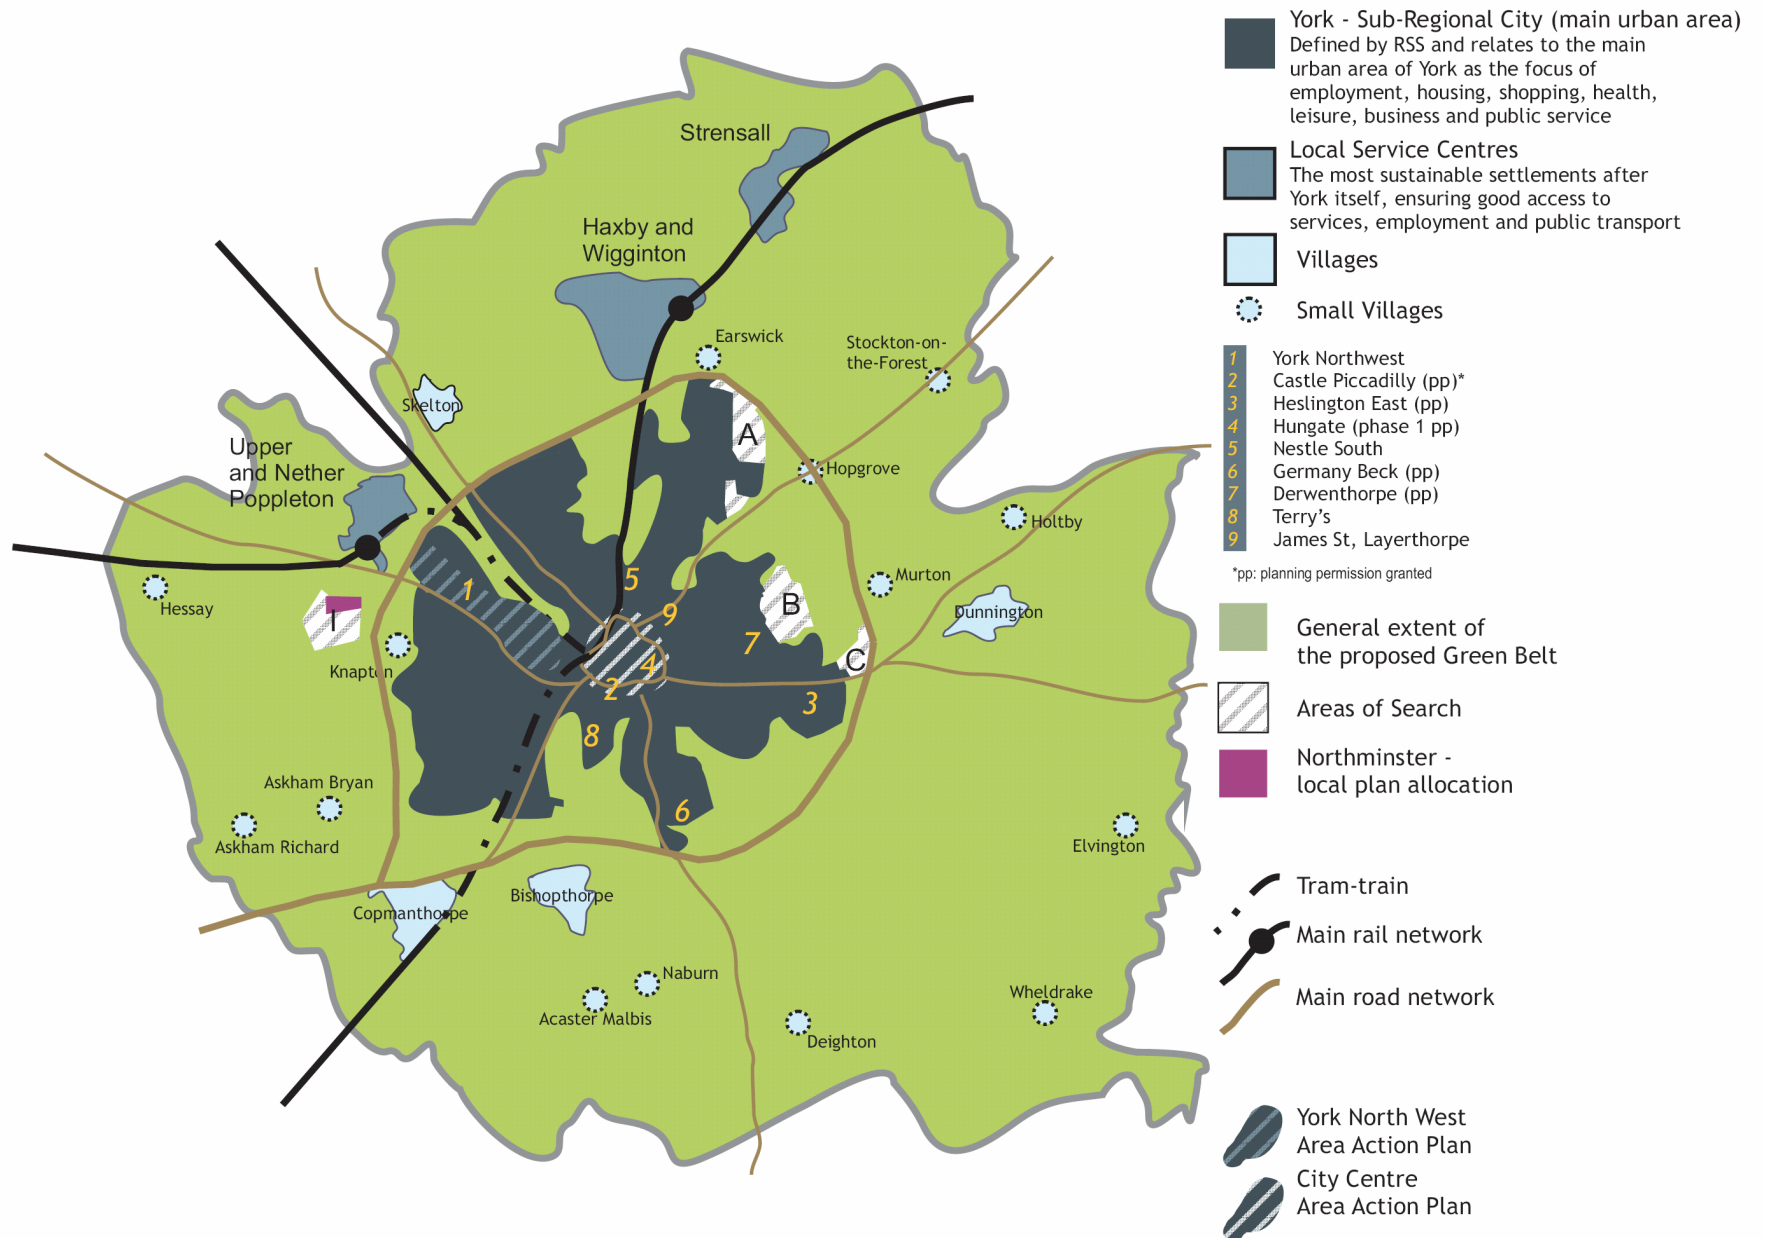 Strensall
Haxby and
Wigginton
Earswick
Stockton-on-
the-Forest
Skelton
Upper
and Nether
Poppleton
A
Hopgrove
Holtby
Hessay
I
Knapton
1
5
9
B
Murton
Dunnington
7
C
4
2
3
8
6
Askham Bryan
Askham Richard
Elvington
Copmanthorpe
Bishopthorpe
Naburn
Acaster Malbis
Deighton
Wheldrake
York - Sub-Regional City (main urban area)
Defined by RSS and relates to the main
urban area of York as the focus of
employment, housing, shopping, health,
leisure, business and public service
Local Service Centres
The most sustainable settlements after
York itself, ensuring good access to
services, employment and public transport
Villages
Small Villages
1 York Northwest
2 Castle Piccadilly (pp)*
3 Heslington East (pp)
4 Hungate (phase 1 pp)
5 Nestle South
6 Germany Beck (pp)
7 Derwenthorpe (pp)
8 Terry's
9 James St, Layerthorpe
*pp: planning permission granted
General extent of
the proposed Green Belt
Areas of Search
Northminster -
local plan allocation
Tram-train
Main rail network
Main road network
York North West
Area Action Plan
City Centre
Area Action Plan